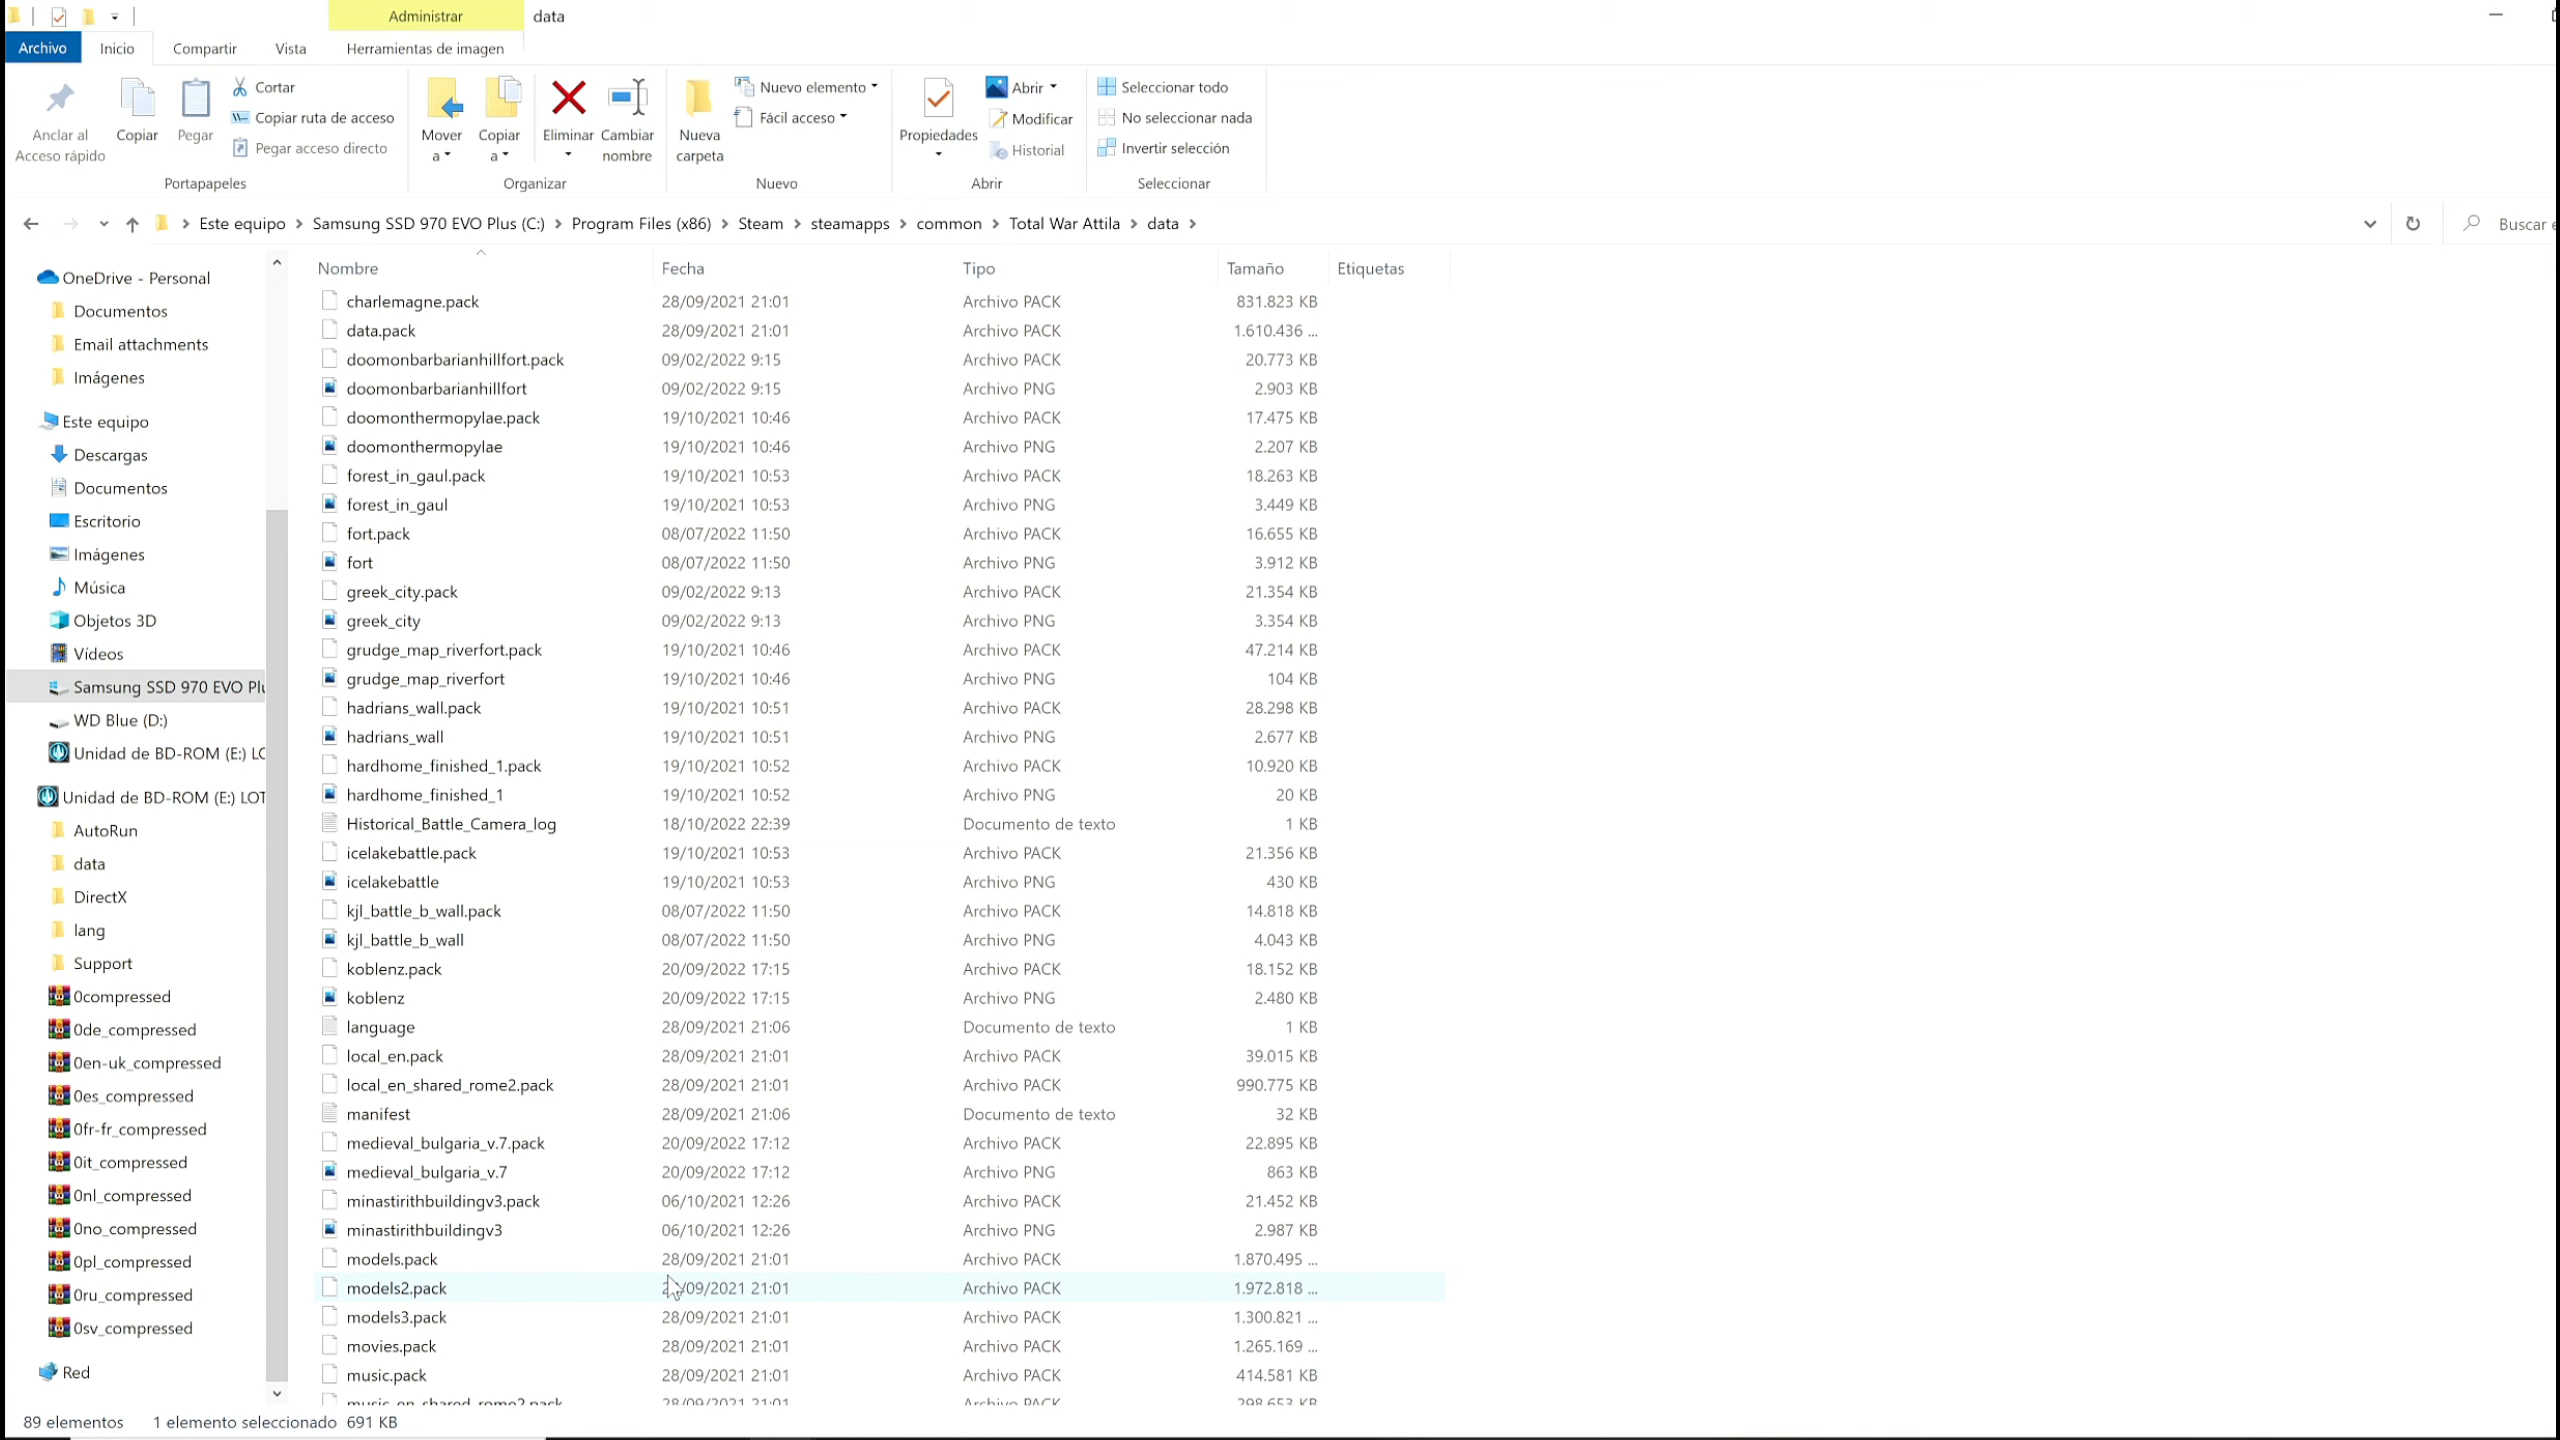 Administrar data
Archivo Inicio Compartir Vista Herramientas de imagen
Anclar al Acceso rápido
Copiar
Pegar
Cortar
Copiar ruta de acceso
Pegar acceso directo
Portapapeles
Mover a
Copiar a
Eliminar
Cambiar nombre
Organizar
Nueva carpeta
Nuevo elemento
Fácil acceso
Nuevo
Propiedades
Abrir
Modificar
Historial
Abrir
Seleccionar todo
No seleccionar nada
Invertir selección
Seleccionar
Este equipo > Samsung SSD 970 EVO Plus (C:) > Program Files (x86) > Steam > steamapps > common > Total War Attila > data >
Buscar e
OneDrive - Personal
Documentos
Email attachments
Imágenes
Este equipo
Descargas
Documentos
Escritorio
Imágenes
Música
Objetos 3D
Vídeos
Samsung SSD 970 EVO Plu
WD Blue (D:)
Unidad de BD-ROM (E:) LO
Unidad de BD-ROM (E:) LOT
AutoRun
data
DirectX
lang
Support
0compressed
0de_compressed
0en-uk_compressed
0es_compressed
0fr-fr_compressed
0it_compressed
0nl_compressed
0no_compressed
0pl_compressed
0ru_compressed
0sv_compressed
Red
Nombre Fecha Tipo Tamaño Etiquetas
charlemagne.pack 28/09/2021 21:01 Archivo PACK 831.823 KB
data.pack 28/09/2021 21:01 Archivo PACK 1.610.436 ...
doomonbarbarianhillfort.pack 09/02/2022 9:15 Archivo PACK 20.773 KB
doomonbarbarianhillfort 09/02/2022 9:15 Archivo PNG 2.903 KB
doomonthermopylae.pack 19/10/2021 10:46 Archivo PACK 17.475 KB
doomonthermopylae 19/10/2021 10:46 Archivo PNG 2.207 KB
forest_in_gaul.pack 19/10/2021 10:53 Archivo PACK 18.263 KB
forest_in_gaul 19/10/2021 10:53 Archivo PNG 3.449 KB
fort.pack 08/07/2022 11:50 Archivo PACK 16.655 KB
fort 08/07/2022 11:50 Archivo PNG 3.912 KB
greek_city.pack 09/02/2022 9:13 Archivo PACK 21.354 KB
greek_city 09/02/2022 9:13 Archivo PNG 3.354 KB
grudge_map_riverfort.pack 19/10/2021 10:46 Archivo PACK 47.214 KB
grudge_map_riverfort 19/10/2021 10:46 Archivo PNG 104 KB
hadrians_wall.pack 19/10/2021 10:51 Archivo PACK 28.298 KB
hadrians_wall 19/10/2021 10:51 Archivo PNG 2.677 KB
hardhome_finished_1.pack 19/10/2021 10:52 Archivo PACK 10.920 KB
hardhome_finished_1 19/10/2021 10:52 Archivo PNG 20 KB
Historical_Battle_Camera_log 18/10/2022 22:39 Documento de texto 1 KB
icelakebattle.pack 19/10/2021 10:53 Archivo PACK 21.356 KB
icelakebattle 19/10/2021 10:53 Archivo PNG 430 KB
kjl_battle_b_wall.pack 08/07/2022 11:50 Archivo PACK 14.818 KB
kjl_battle_b_wall 08/07/2022 11:50 Archivo PNG 4.043 KB
koblenz.pack 20/09/2022 17:15 Archivo PACK 18.152 KB
koblenz 20/09/2022 17:15 Archivo PNG 2.480 KB
language 28/09/2021 21:06 Documento de texto 1 KB
local_en.pack 28/09/2021 21:01 Archivo PACK 39.015 KB
local_en_shared_rome2.pack 28/09/2021 21:01 Archivo PACK 990.775 KB
manifest 28/09/2021 21:06 Documento de texto 32 KB
medieval_bulgaria_v.7.pack 20/09/2022 17:12 Archivo PACK 22.895 KB
medieval_bulgaria_v.7 20/09/2022 17:12 Archivo PNG 863 KB
minastirithbuildingv3.pack 06/10/2021 12:26 Archivo PACK 21.452 KB
minastirithbuildingv3 06/10/2021 12:26 Archivo PNG 2.987 KB
models.pack 28/09/2021 21:01 Archivo PACK 1.870.495 ...
models2.pack 28/09/2021 21:01 Archivo PACK 1.972.818 ...
models3.pack 28/09/2021 21:01 Archivo PACK 1.300.821 ...
movies.pack 28/09/2021 21:01 Archivo PACK 1.265.169 ...
music.pack 28/09/2021 21:01 Archivo PACK 414.581 KB
music_en_shared_rome2.pack 28/09/2021 21:01 Archivo PACK 298.653 KB
89 elementos 1 elemento seleccionado 691 KB